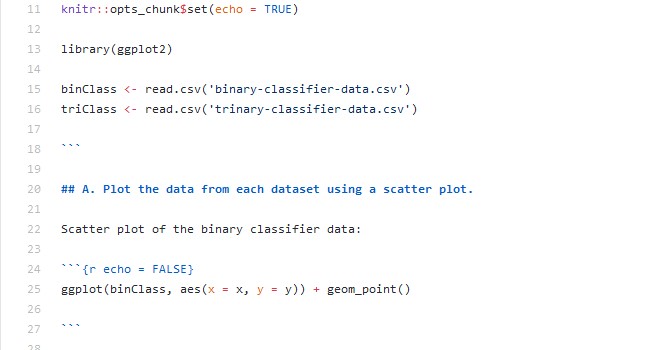 11 knitr::opts_chunk$set(echo = TRUE)
12
13 library(ggplot2)
14
15 binClass <- read.csv('binary-classifier-data.csv')
16 triClass <- read.csv('trinary-classifier-data.csv')
17
18 ```
19
20 ## A. Plot the data from each dataset using a scatter plot.
21
22 Scatter plot of the binary classifier data:
23
24 ```{r echo = FALSE}
25 ggplot(binClass, aes(x = x, y = y)) + geom_point()
26
27 ```
28